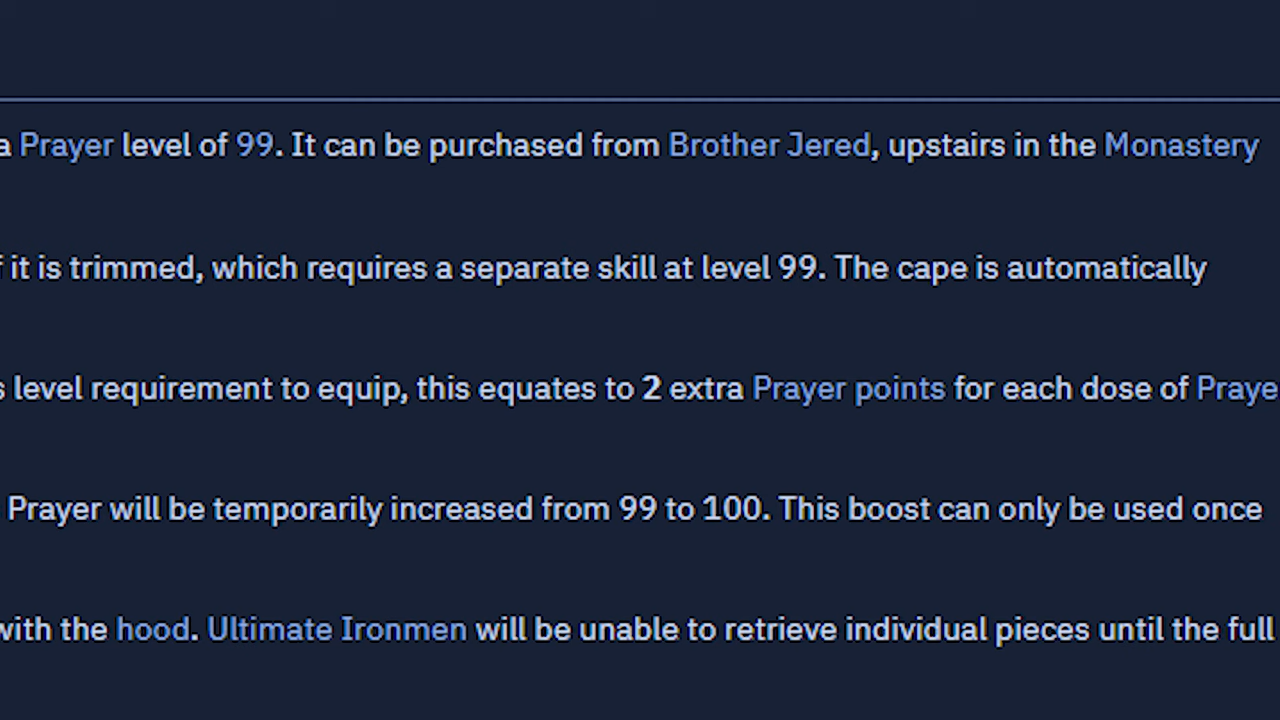 a Prayer level of 99. It can be purchased from Brother Jered, upstairs in the Monastery
it is trimmed, which requires a separate skill at level 99. The cape is automatically
level requirement to equip, this equates to 2 extra Prayer points for each dose of
Prayer will be temporarily increased from 99 to 100. This boost can only be used once
with the hood. Ultimate Ironmen will be unable to retrieve individual pieces until the full